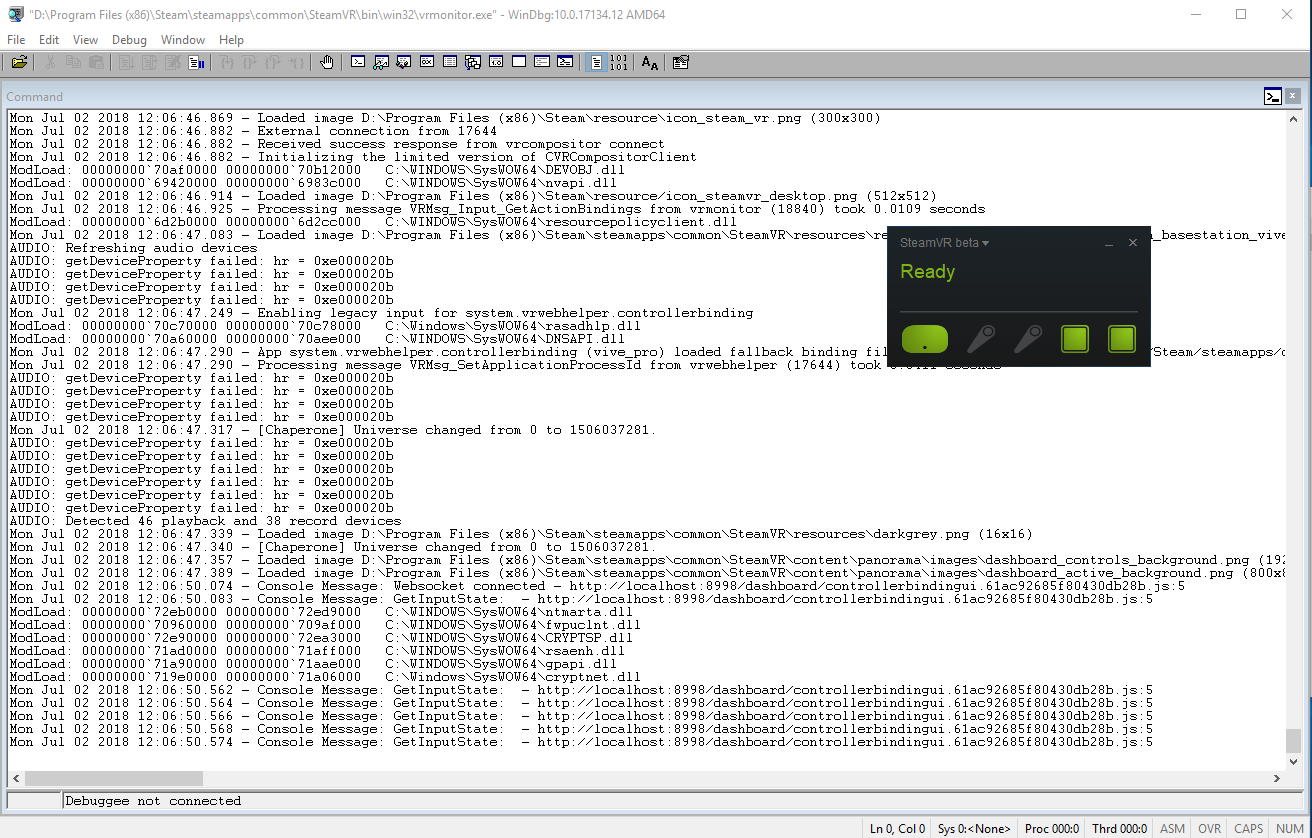 "D:\Program Files (x86)\Steam\steamapps\common\SteamVR\bin\win32\vrmonitor.exe" - WinDbg:10.0.17134.12 AMD64
File Edit View Debug Window Help
Command
Mon Jul 02 2018 12:06:46.869 - Loaded image D:\Program Files (x86)\Steam\resource\icon_steam_vr.png (300x300)
Mon Jul 02 2018 12:06:46.882 - External connection from 17644
Mon Jul 02 2018 12:06:46.882 - Received success response from vrcompositor connect
Mon Jul 02 2018 12:06:46.882 - Initializing the limited version of CVRCompositorClient
ModLoad: 00000000`70af0000 00000000`70b12000   C:\WINDOWS\SysWOW64\DEVOBJ.dll
ModLoad: 00000000`69420000 00000000`6983c000   C:\WINDOWS\SysWOW64\nvapi.dll
Mon Jul 02 2018 12:06:46.914 - Loaded image D:\Program Files (x86)\Steam\resource/icon_steamvr_desktop.png (512x512)
Mon Jul 02 2018 12:06:46.925 - Processing message VRMsg_Input_GetActionBindings from vrmonitor (18840) took 0.0109 seconds
ModLoad: 00000000`6d2b0000 00000000`6d2cc000   C:\WINDOWS\SysWOW64\resourcepolicyclient.dll
Mon Jul 02 2018 12:06:47.083 - Loaded image D:\Program Files (x86)\Steam\steamapps\common\SteamVR\resources\re
_basestation_vive
AUDIO: Refreshing audio devices
AUDIO: getDeviceProperty failed: hr = 0xe000020b
AUDIO: getDeviceProperty failed: hr = 0xe000020b
AUDIO: getDeviceProperty failed: hr = 0xe000020b
AUDIO: getDeviceProperty failed: hr = 0xe000020b
Mon Jul 02 2018 12:06:47.249 - Enabling legacy input for system.vrwebhelper.controllerbinding
ModLoad: 00000000`70c70000 00000000`70c78000   C:\Windows\SysWOW64\rasadhlp.dll
ModLoad: 00000000`70a60000 00000000`70aee000   C:\WINDOWS\SysWOW64\DNSAPI.dll
Mon Jul 02 2018 12:06:47.290 - App system.vrwebhelper.controllerbinding (vive_pro) loaded fallback binding fil
/Steam/steamapps/c
Mon Jul 02 2018 12:06:47.290 - Processing message VRMsg_SetApplicationProcessId from vrwebhelper (17644) took
AUDIO: getDeviceProperty failed: hr = 0xe000020b
AUDIO: getDeviceProperty failed: hr = 0xe000020b
AUDIO: getDeviceProperty failed: hr = 0xe000020b
AUDIO: getDeviceProperty failed: hr = 0xe000020b
Mon Jul 02 2018 12:06:47.317 - [Chaperone] Universe changed from 0 to 1506037281.
AUDIO: getDeviceProperty failed: hr = 0xe000020b
AUDIO: getDeviceProperty failed: hr = 0xe000020b
AUDIO: getDeviceProperty failed: hr = 0xe000020b
AUDIO: getDeviceProperty failed: hr = 0xe000020b
AUDIO: getDeviceProperty failed: hr = 0xe000020b
AUDIO: getDeviceProperty failed: hr = 0xe000020b
AUDIO: Detected 46 playback and 38 record devices
Mon Jul 02 2018 12:06:47.339 - Loaded image D:\Program Files (x86)\Steam\steamapps\common\SteamVR\resources\darkgrey.png (16x16)
Mon Jul 02 2018 12:06:47.340 - [Chaperone] Universe changed from 0 to 1506037281.
Mon Jul 02 2018 12:06:47.357 - Loaded image D:\Program Files (x86)\Steam\steamapps\common\SteamVR\content\panorama\images\dashboard_controls_background.png (192
Mon Jul 02 2018 12:06:47.389 - Loaded image D:\Program Files (x86)\Steam\steamapps\common\SteamVR\content\panorama\images\dashboard_active_background.png (800x8
Mon Jul 02 2018 12:06:50.074 - Console Message: Websocket connected - http://localhost:8998/dashboard/controllerbindingui.61ac92685f80430db28b.js:5
Mon Jul 02 2018 12:06:50.083 - Console Message: GetInputState:  - http://localhost:8998/dashboard/controllerbindingui.61ac92685f80430db28b.js:5
ModLoad: 00000000`72eb0000 00000000`72ed9000   C:\WINDOWS\SysWOW64\ntmarta.dll
ModLoad: 00000000`70960000 00000000`709af000   C:\WINDOWS\SysWOW64\fwpuclnt.dll
ModLoad: 00000000`72e90000 00000000`72ea3000   C:\WINDOWS\SysWOW64\CRYPTSP.dll
ModLoad: 00000000`71ad0000 00000000`71aff000   C:\WINDOWS\SysWOW64\rsaenh.dll
ModLoad: 00000000`71a90000 00000000`71aae000   C:\WINDOWS\SysWOW64\gpapi.dll
ModLoad: 00000000`719e0000 00000000`71a06000   C:\Windows\SysWOW64\cryptnet.dll
Mon Jul 02 2018 12:06:50.562 - Console Message: GetInputState:  - http://localhost:8998/dashboard/controllerbindingui.61ac92685f80430db28b.js:5
Mon Jul 02 2018 12:06:50.564 - Console Message: GetInputState:  - http://localhost:8998/dashboard/controllerbindingui.61ac92685f80430db28b.js:5
Mon Jul 02 2018 12:06:50.566 - Console Message: GetInputState:  - http://localhost:8998/dashboard/controllerbindingui.61ac92685f80430db28b.js:5
Mon Jul 02 2018 12:06:50.568 - Console Message: GetInputState:  - http://localhost:8998/dashboard/controllerbindingui.61ac92685f80430db28b.js:5
Mon Jul 02 2018 12:06:50.574 - Console Message: GetInputState:  - http://localhost:8998/dashboard/controllerbindingui.61ac92685f80430db28b.js:5
SteamVR beta
Ready
Debuggee not connected
Ln 0, Col 0 Sys 0:<None> Proc 000:0 Thrd 000:0 ASM OVR CAPS NUM